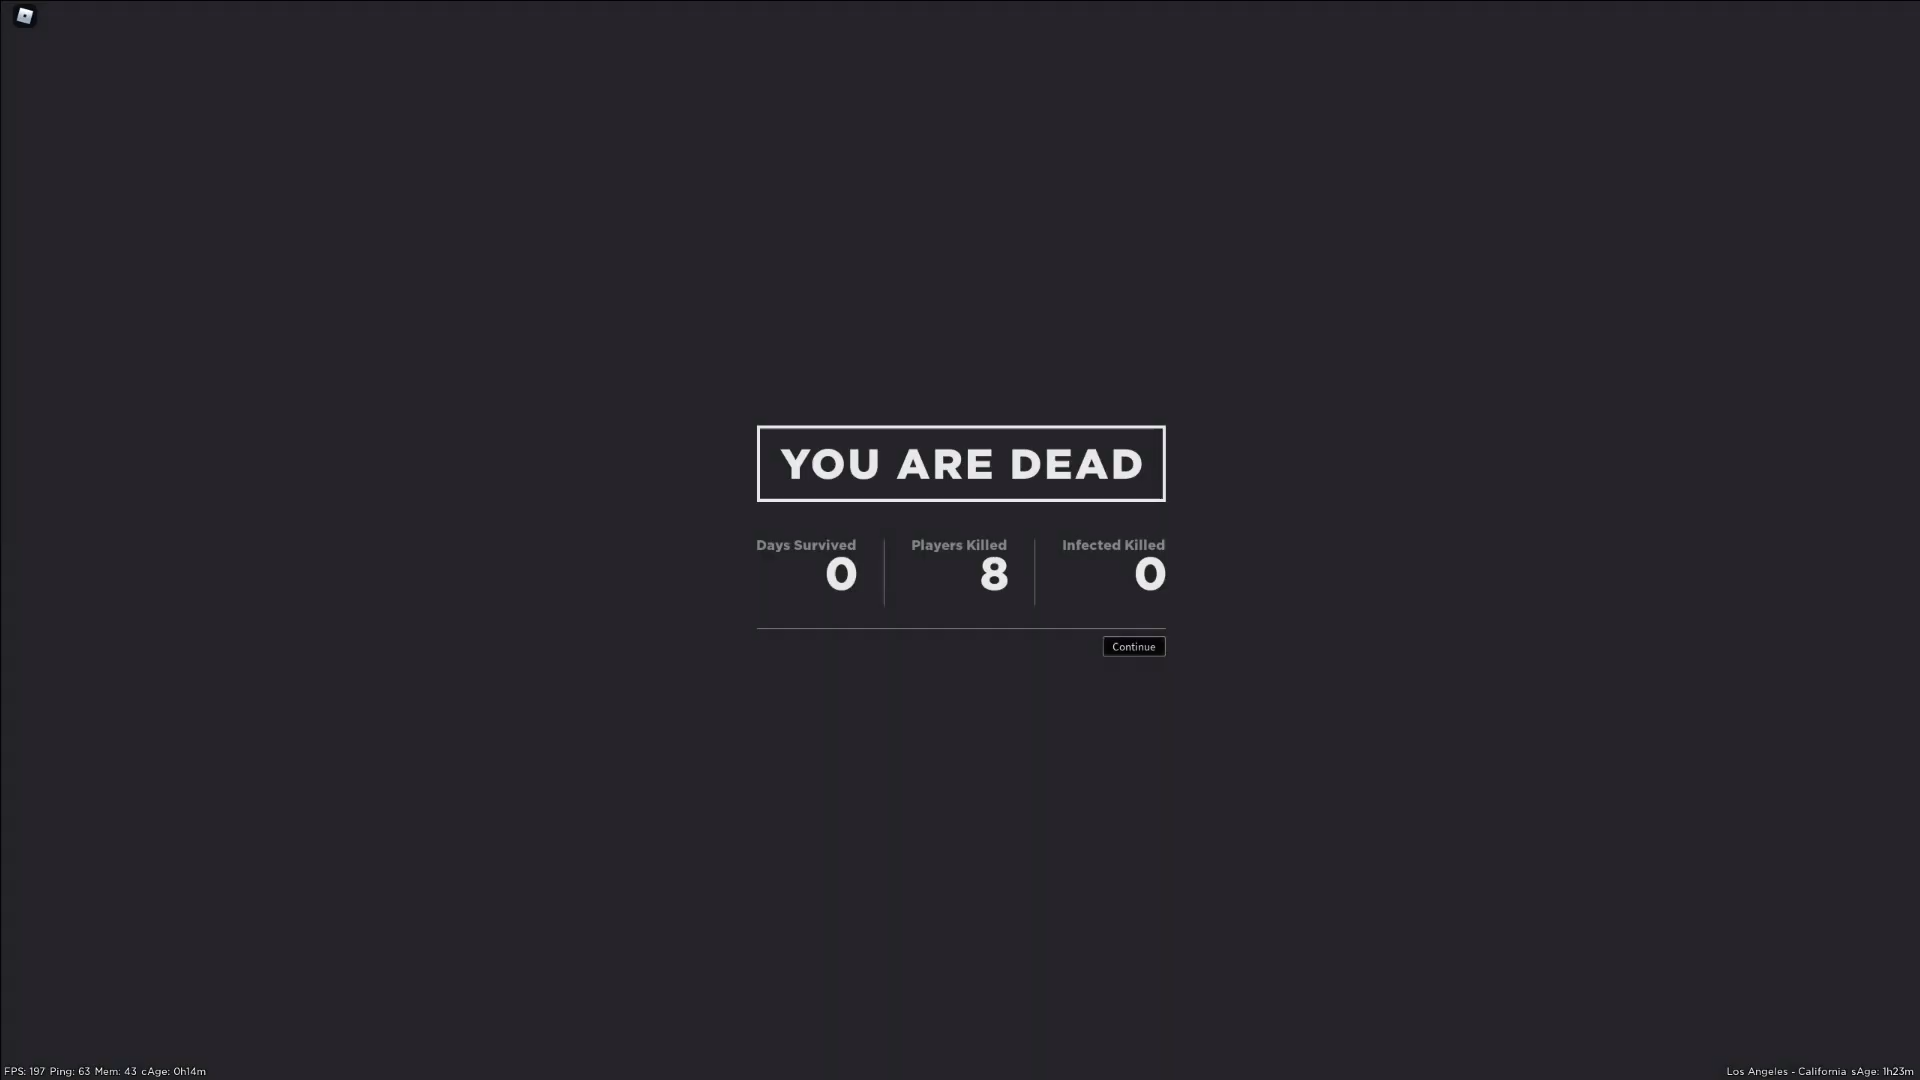 YOU ARE DEAD
Days Survived Players Killed Infected Killed
0 8 0
Continue
FPS: 197 Ping: 63 Mem: 43 cAge: 0h14m Los Angeles - California sAge: 1h23m